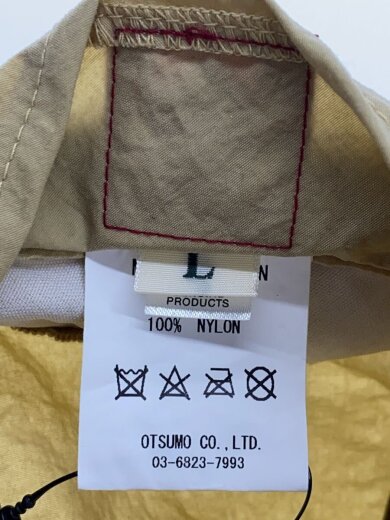 L
PRODUCTS
100% NYLON
OTSUMO CO.,LTD.
03-6823-7993